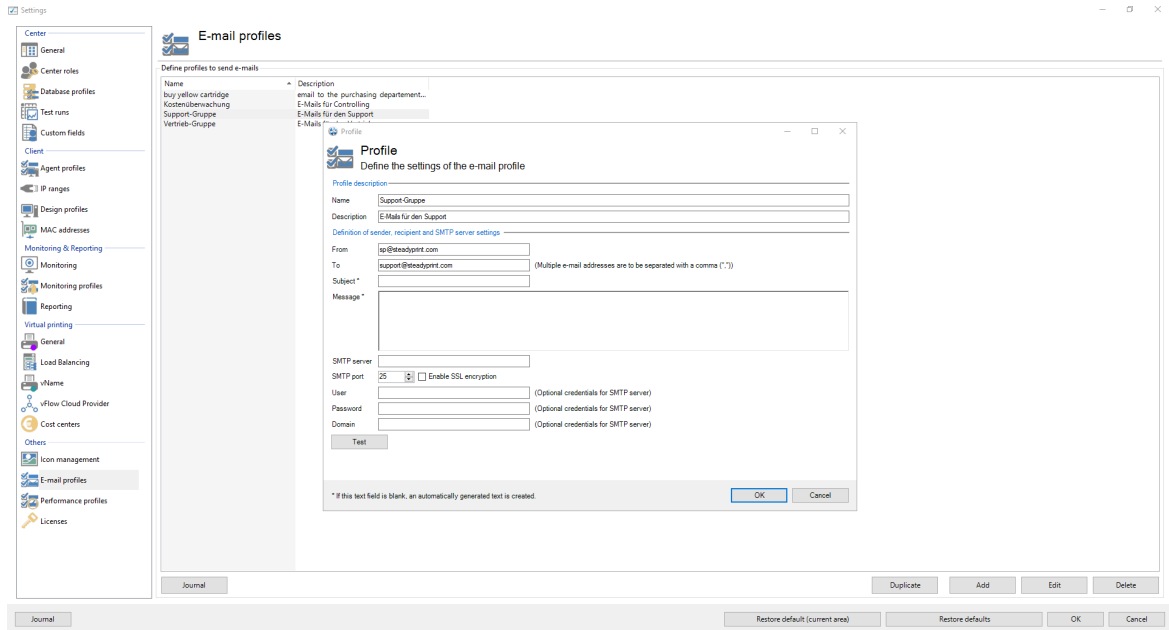 Settings
Center
General
Center roles
Database profiles
Test runs
Custom fields
Client
Agent profiles
IP ranges
Design profiles
MAC addresses
Monitoring & Reporting
Monitoring
Monitoring profiles
Reporting
Virtual printing
General
Load Balancing
vName
vFlow Cloud Provider
Cost centers
Others
Icon management
E-mail profiles
Performance profiles
Licenses
E-mail profiles
Define profiles to send e-mails
Name Description
buy yellow cartridge email to the purchasing departement...
Kostenüberwachung E-Mails für Controlling
Support-Gruppe E-Mails für den Support
Vertrieb-Gruppe E-Mails
Profile
Profile
Define the settings of the e-mail profile
Profile description
Name Support-Gruppe
Description E-Mails für den Support
Definition of sender, recipient and SMTP server settings
From sp@steadyprint.com
To support@steadyprint.com (Multiple e-mail addresses are to be separated with a comma (","))
Subject *
Message *
SMTP server
SMTP port 25 Enable SSL encryption
User (Optional credentials for SMTP server)
Password (Optional credentials for SMTP server)
Domain (Optional credentials for SMTP server)
Test
* If this text field is blank, an automatically generated text is created.
OK Cancel
Journal Duplicate Add Edit Delete
Journal Restore default (current area) Restore defaults OK Cancel